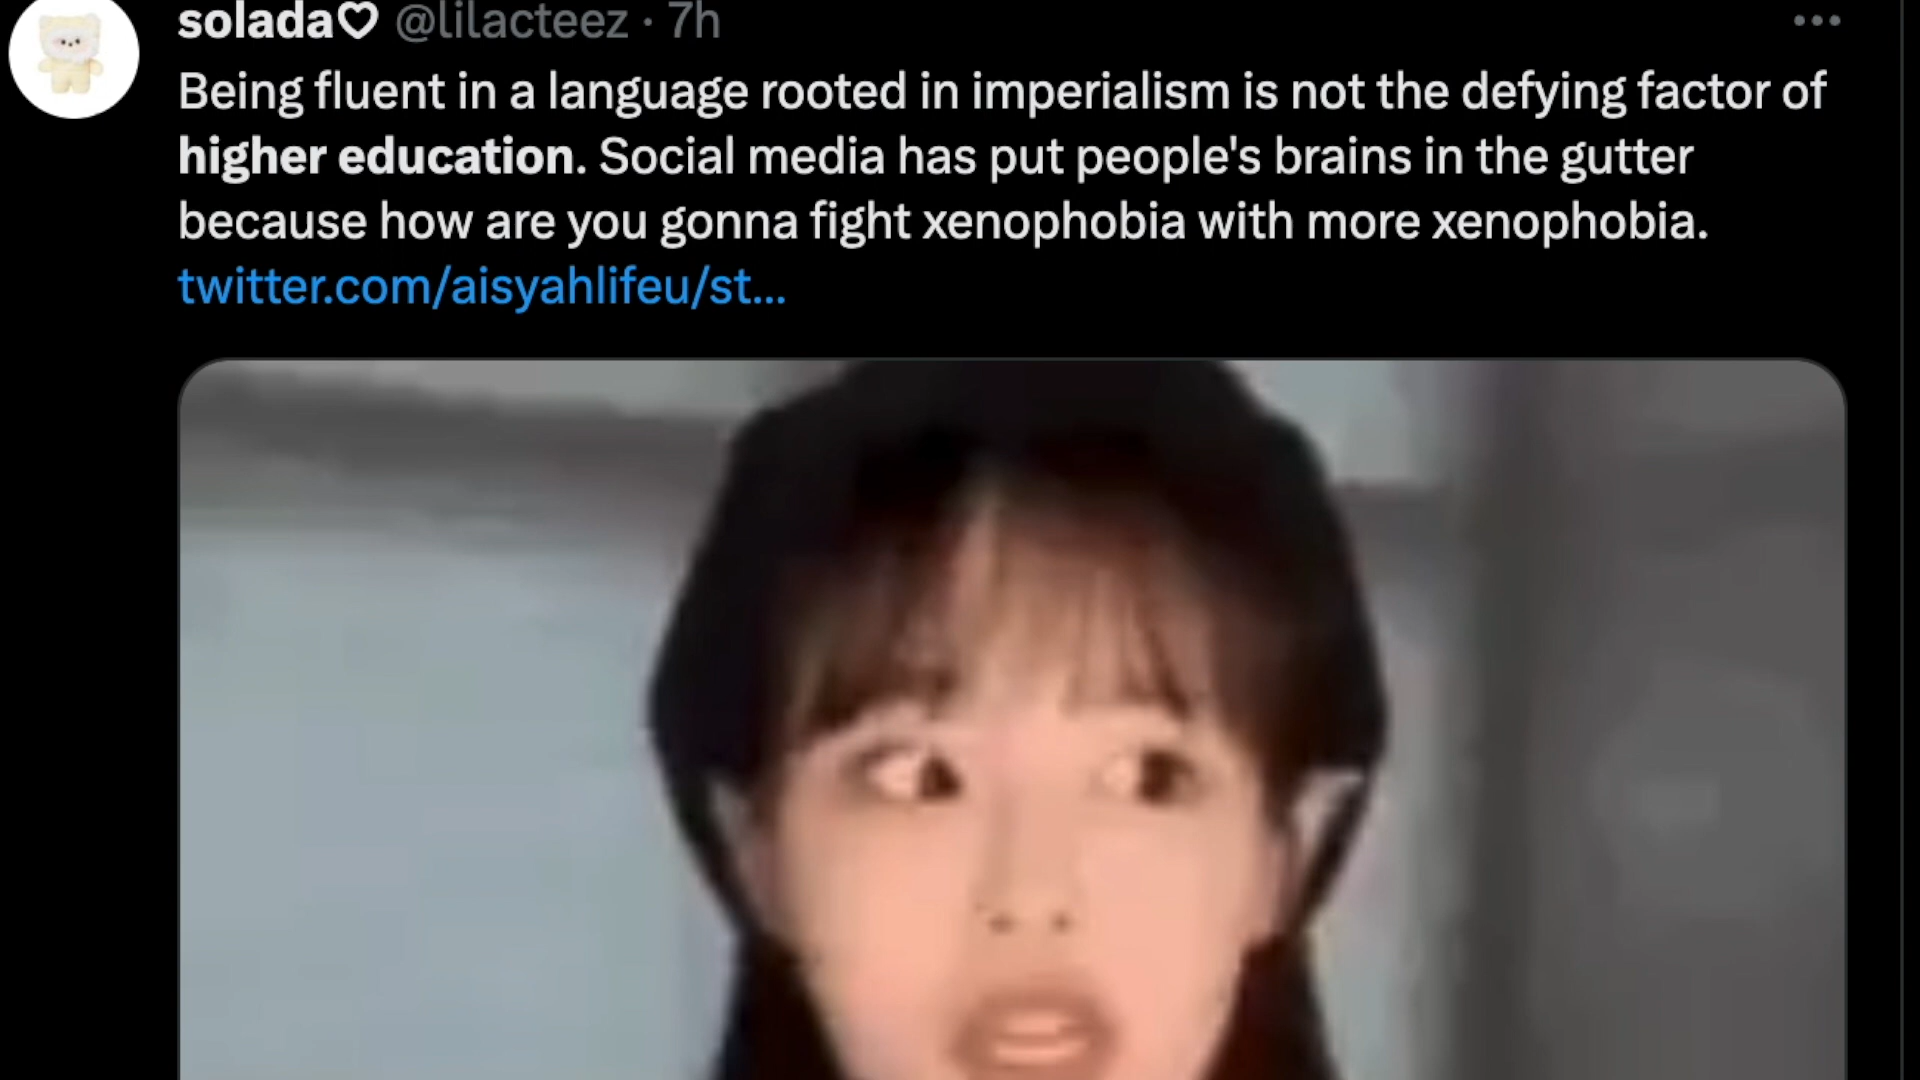 solada♡ @lilacteez · 7h
Being fluent in a language rooted in imperialism is not the defying factor of
higher education. Social media has put people's brains in the gutter
because how are you gonna fight xenophobia with more xenophobia.
twitter.com/aisyahlifeu/st...